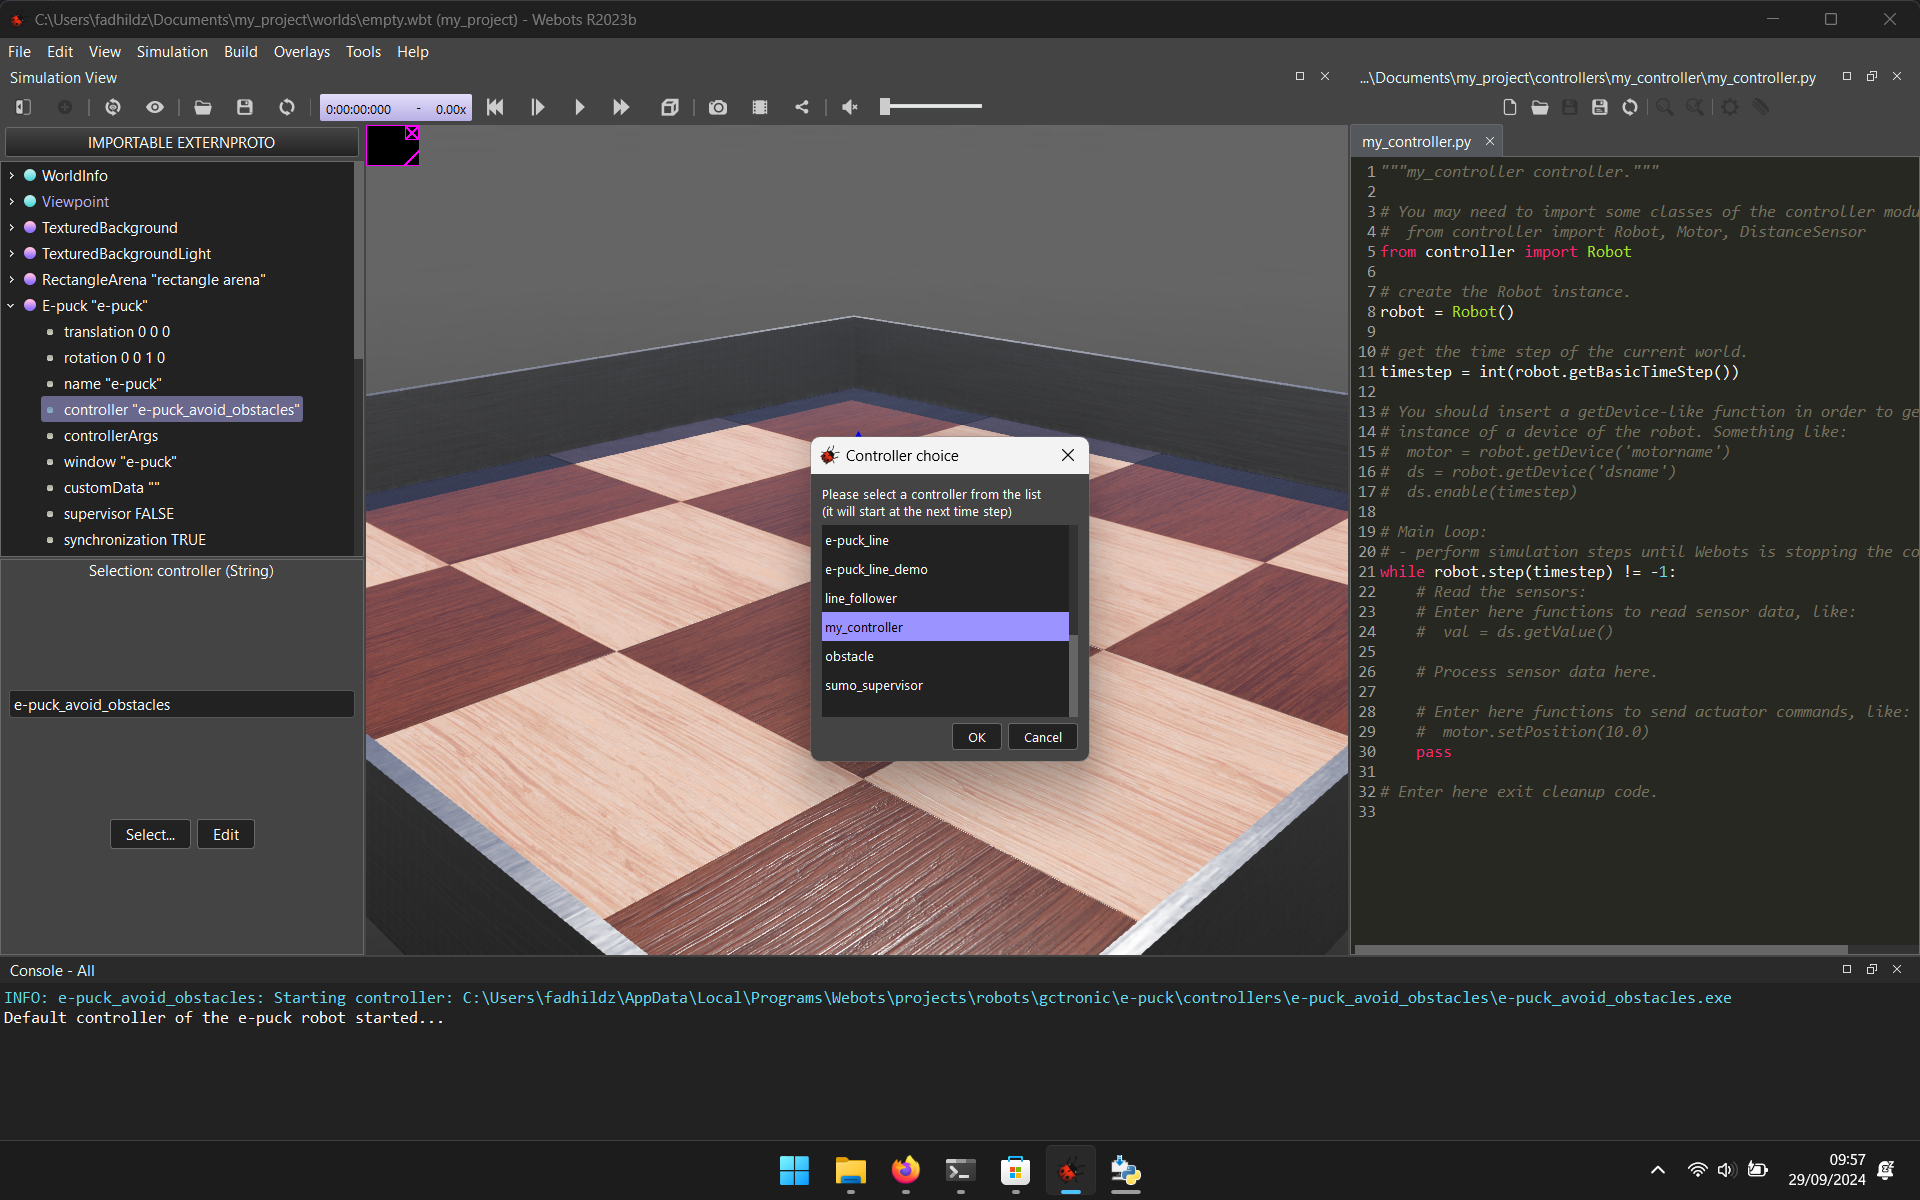 C:\Users\fadhildz\Documents\my_project\worlds\empty.wbt (my_project) - Webots R2023b
File Edit View Simulation Build Overlays Tools Help
Simulation View
0:00:00:000 - 0.00x
IMPORTABLE EXTERNPROTO
WorldInfo
Viewpoint
TexturedBackground
TexturedBackgroundLight
RectangleArena "rectangle arena"
E-puck "e-puck"
translation 0 0 0
rotation 0 0 1 0
name "e-puck"
controller "e-puck_avoid_obstacles"
controllerArgs
window "e-puck"
customData ""
supervisor FALSE
synchronization TRUE
Selection: controller (String)
e-puck_avoid_obstacles
Select... Edit
Controller choice
Please select a controller from the list
(it will start at the next time step)
e-puck_line
e-puck_line_demo
line_follower
my_controller
obstacle
sumo_supervisor
OK Cancel
...\Documents\my_project\controllers\my_controller\my_controller.py
my_controller.py
1 """my_controller controller."""
2
3 # You may need to import some classes of the controller modu
4 #  from controller import Robot, Motor, DistanceSensor
5 from controller import Robot
6
7 # create the Robot instance.
8 robot = Robot()
9
10 # get the time step of the current world.
11 timestep = int(robot.getBasicTimeStep())
12
13 # You should insert a getDevice-like function in order to ge
14 # instance of a device of the robot. Something like:
15 #  motor = robot.getDevice('motorname')
16 #  ds = robot.getDevice('dsname')
17 #  ds.enable(timestep)
18
19 # Main loop:
20 # - perform simulation steps until Webots is stopping the co
21 while robot.step(timestep) != -1:
22     # Read the sensors:
23     # Enter here functions to read sensor data, like:
24     #  val = ds.getValue()
25
26     # Process sensor data here.
27
28     # Enter here functions to send actuator commands, like:
29     #  motor.setPosition(10.0)
30     pass
31
32 # Enter here exit cleanup code.
33
Console - All
INFO: e-puck_avoid_obstacles: Starting controller: C:\Users\fadhildz\AppData\Local\Programs\Webots\projects\robots\gctronic\e-puck\controllers\e-puck_avoid_obstacles\e-puck_avoid_obstacles.exe
Default controller of the e-puck robot started...
09:57
29/09/2024